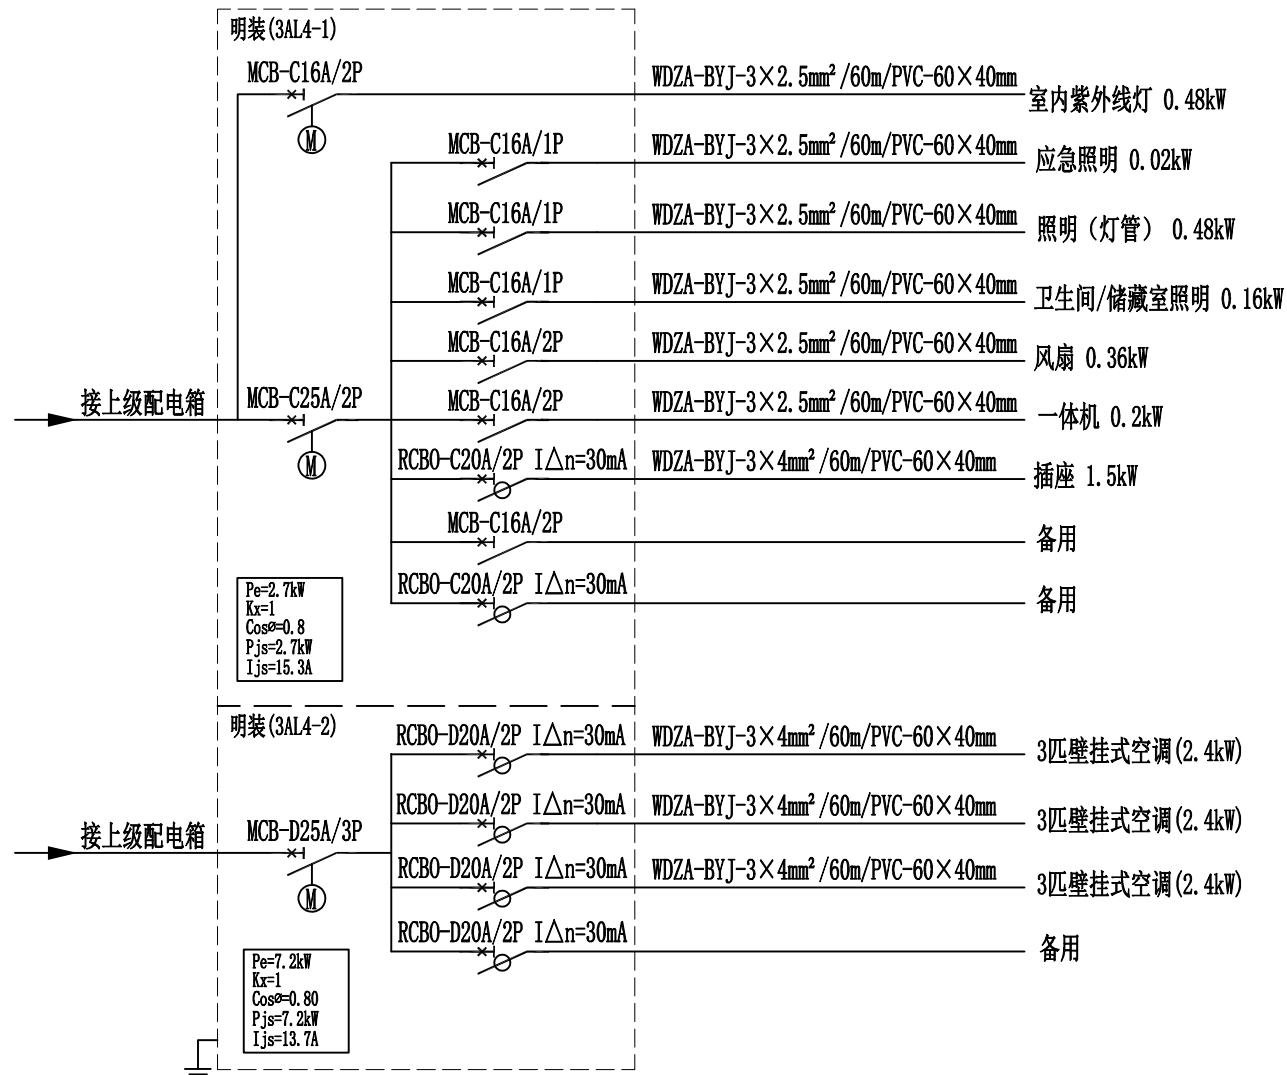 明装(3AL4-1)
MCB-C16A/2P
WDZA-BYJ-3×2.5mm²/60m/PVC-60×40mm
室内紫外线灯 0.48kW
M
MCB-C16A/1P
WDZA-BYJ-3×2.5mm²/60m/PVC-60×40mm
应急照明 0.02kW
MCB-C16A/1P
WDZA-BYJ-3×2.5mm²/60m/PVC-60×40mm
照明（灯管） 0.48kW
MCB-C16A/1P
WDZA-BYJ-3×2.5mm²/60m/PVC-60×40mm
卫生间/储藏室照明 0.16kW
MCB-C16A/2P
WDZA-BYJ-3×2.5mm²/60m/PVC-60×40mm
风扇 0.36kW
接上级配电箱
MCB-C25A/2P
M
MCB-C16A/2P
WDZA-BYJ-3×2.5mm²/60m/PVC-60×40mm
一体机 0.2kW
RCBO-C20A/2P I△n=30mA
WDZA-BYJ-3×4mm²/60m/PVC-60×40mm
插座 1.5kW
MCB-C16A/2P
备用
RCBO-C20A/2P I△n=30mA
备用
Pe=2.7kW
Kx=1
Cosø=0.8
Pjs=2.7kW
Ijs=15.3A
明装(3AL4-2)
RCBO-D20A/2P I△n=30mA
WDZA-BYJ-3×4mm²/60m/PVC-60×40mm
3匹壁挂式空调(2.4kW)
RCBO-D20A/2P I△n=30mA
WDZA-BYJ-3×4mm²/60m/PVC-60×40mm
3匹壁挂式空调(2.4kW)
接上级配电箱
MCB-D25A/3P
M
RCBO-D20A/2P I△n=30mA
WDZA-BYJ-3×4mm²/60m/PVC-60×40mm
3匹壁挂式空调(2.4kW)
RCBO-D20A/2P I△n=30mA
备用
Pe=7.2kW
Kx=1
Cosø=0.80
Pjs=7.2kW
Ijs=13.7A